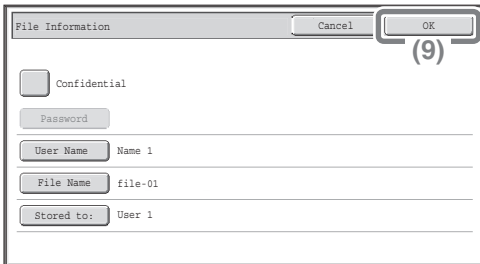 File Information Cancel OK
(9)
Confidential
Password
User Name Name 1
File Name file-01
Stored to: User 1